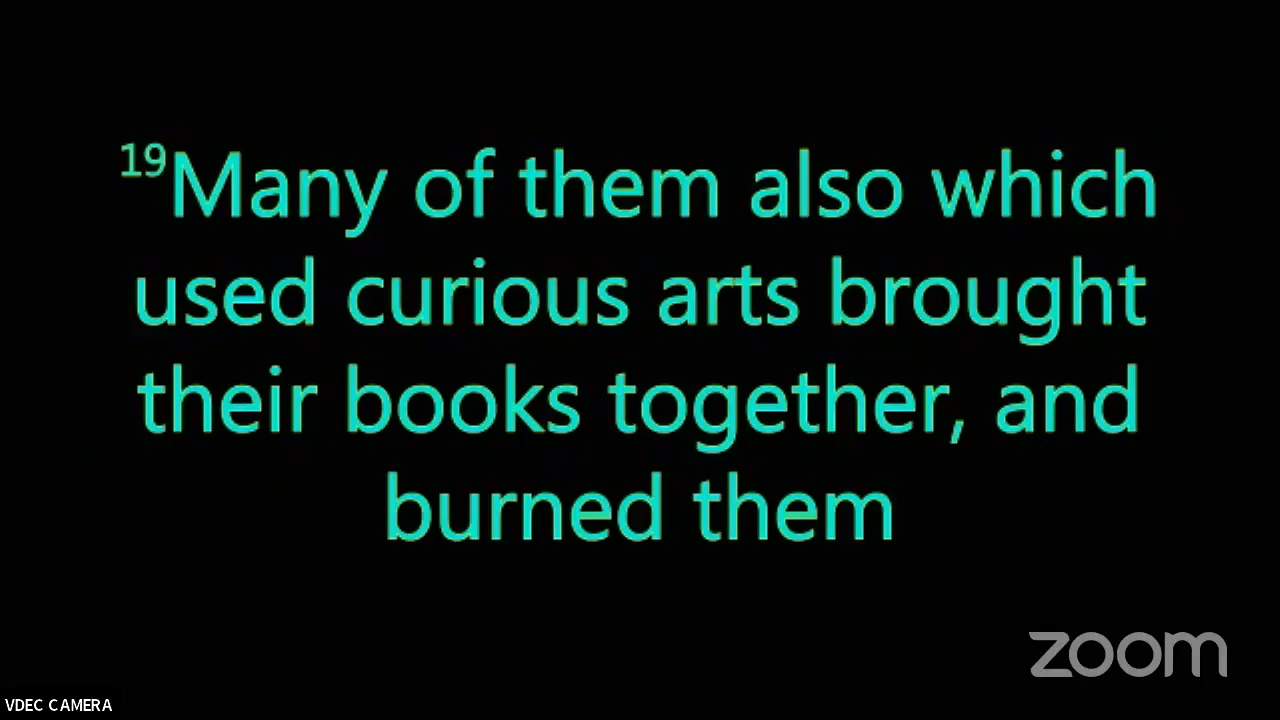 19Many of them also which
used curious arts brought
their books together, and
burned them
zoom
VDEC CAMERA